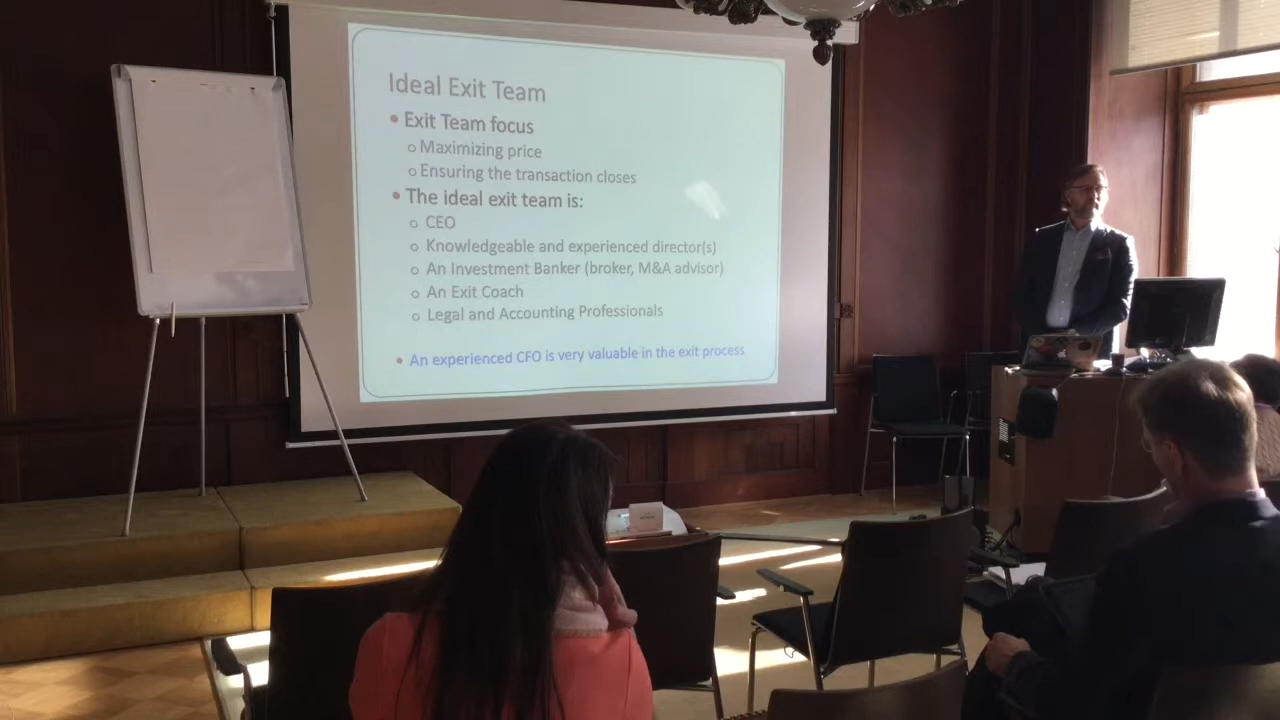 Ideal Exit Team
• Exit Team focus
o Maximizing price
o Ensuring the transaction closes
• The ideal exit team is:
o CEO
o Knowledgeable and experienced director(s)
o An Investment Banker (broker, M&A advisor)
o An Exit Coach
o Legal and Accounting Professionals
• An experienced CFO is very valuable in the exit process